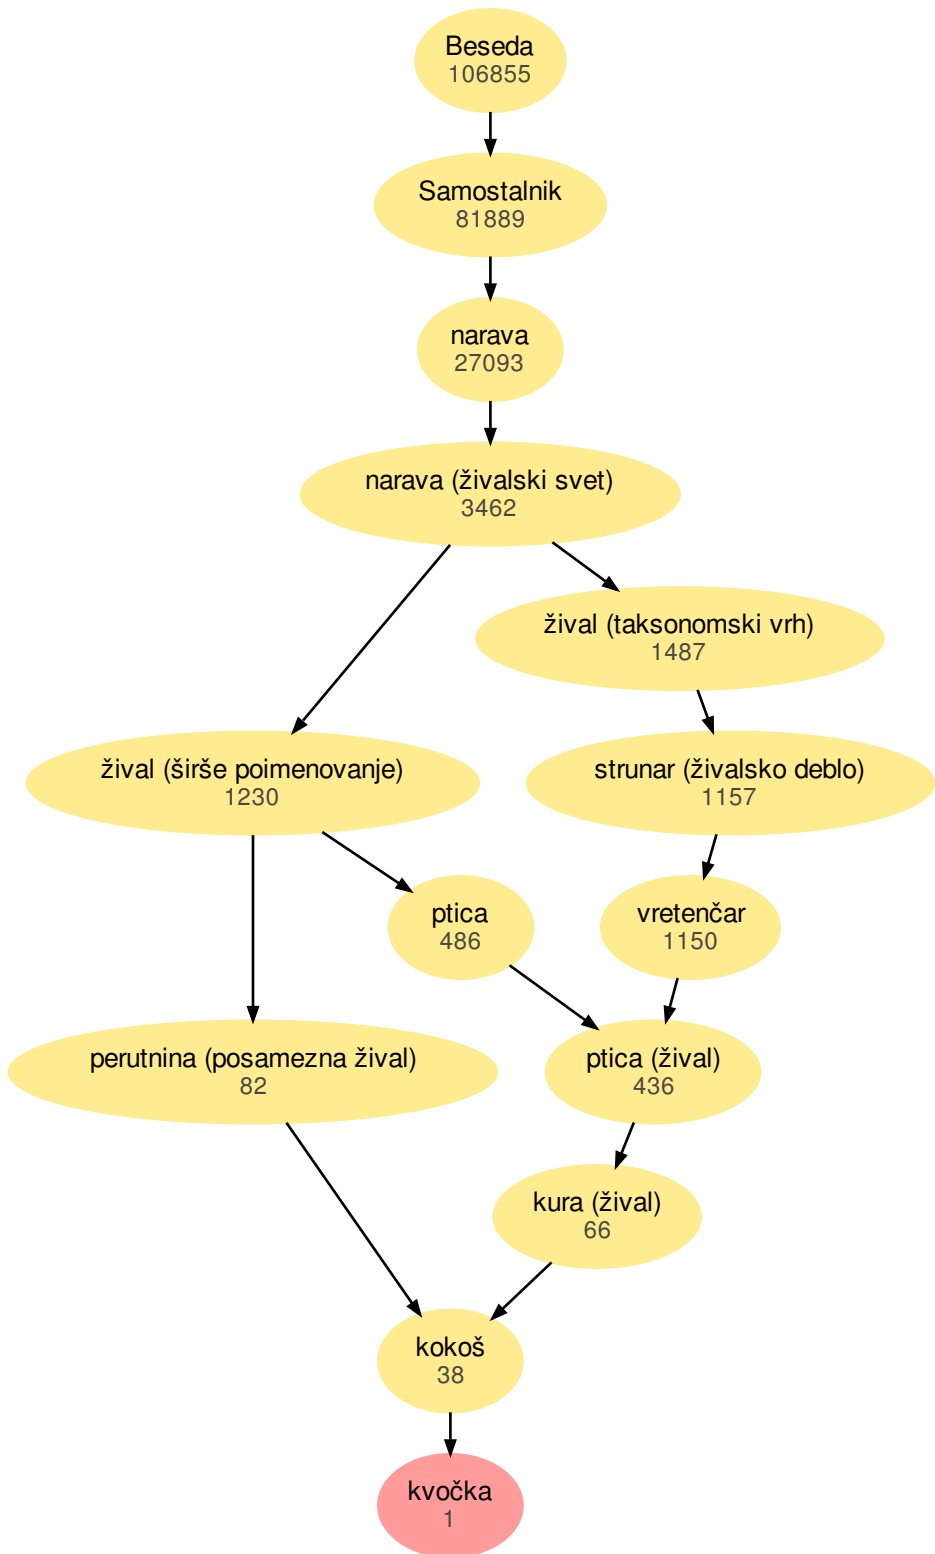 Beseda
106855
Samostalnik
81889
narava
27093
narava (živalski svet)
3462
žival (taksonomski vrh)
1487
žival (širše poimenovanje)
1230
strunar (živalsko deblo)
1157
ptica
486
vretenčar
1150
perutnina (posamezna žival)
82
ptica (žival)
436
kura (žival)
66
kokoš
38
kvočka
1